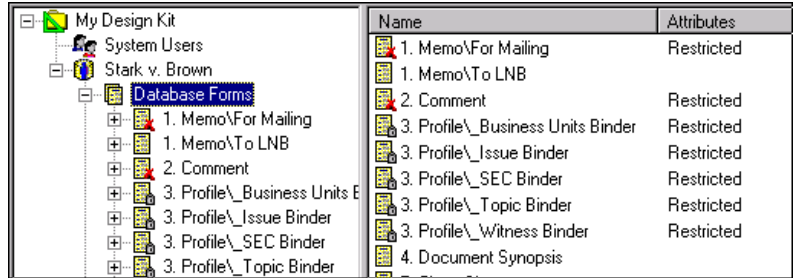 My Design Kit
System Users
Stark v. Brown
Database Forms
1. Memo\For Mailing
1. Memo\To LNB
2. Comment
3. Profile\_Business Units B
3. Profile\_Issue Binder
3. Profile\_SEC Binder
3. Profile\_Topic Binder
Name Attributes
1. Memo\For Mailing Restricted
1. Memo\To LNB
2. Comment Restricted
3. Profile\_Business Units Binder Restricted
3. Profile\_Issue Binder Restricted
3. Profile\_SEC Binder Restricted
3. Profile\_Topic Binder Restricted
3. Profile\_Witness Binder Restricted
4. Document Synopsis